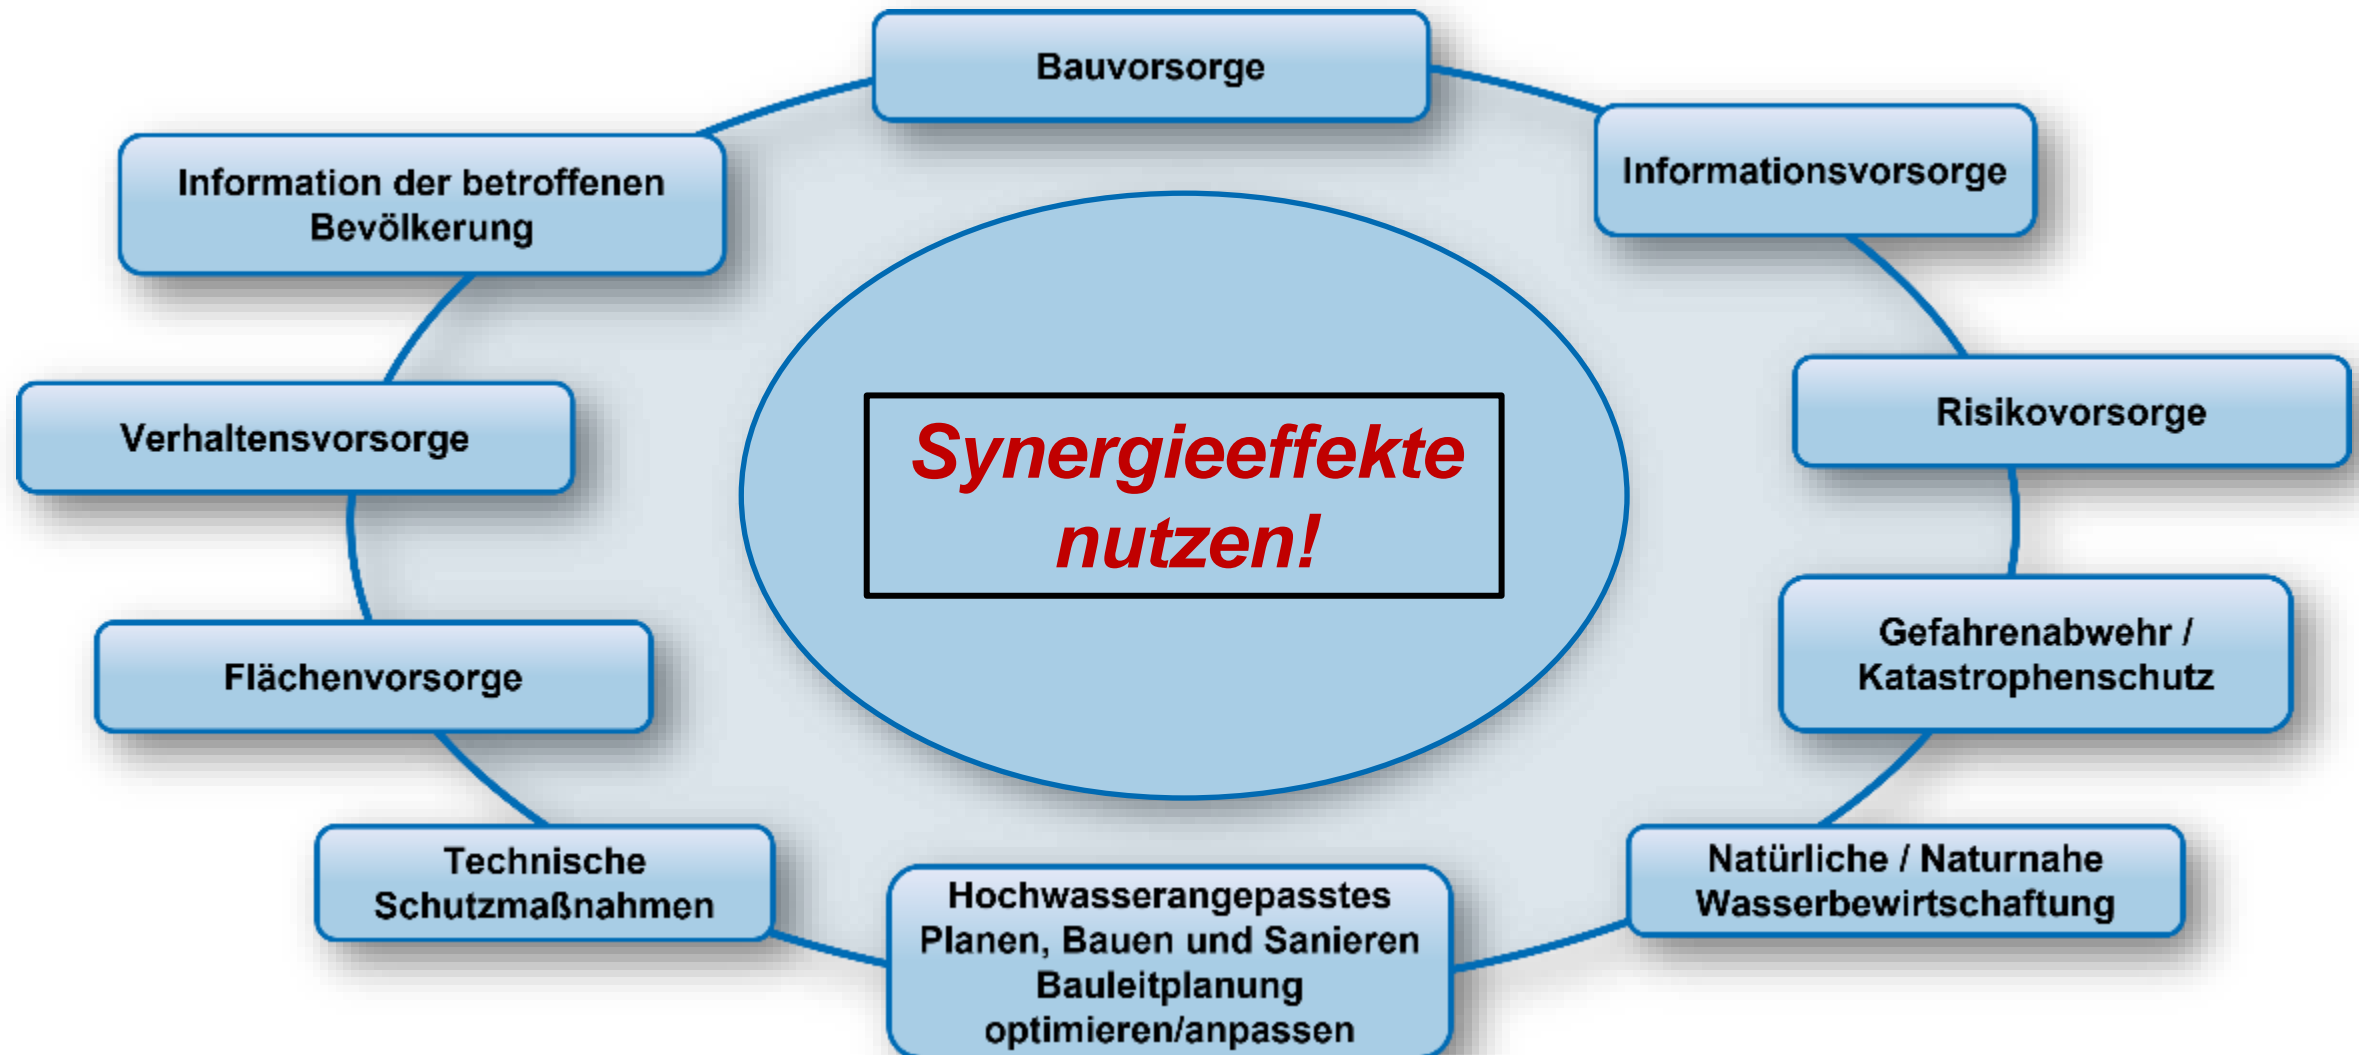 Bauvorsorge
Informationsvorsorge
Information der betroffenen
Bevölkerung
Risikovorsorge
Verhaltensvorsorge
Synergieeffekte
nutzen!
Gefahrenabwehr /
Katastrophenschutz
Flächenvorsorge
Natürliche / Naturnahe
Wasserbewirtschaftung
Technische
Schutzmaßnahmen
Hochwasserangepasstes
Planen, Bauen und Sanieren
Bauleitplanung
optimieren/anpassen